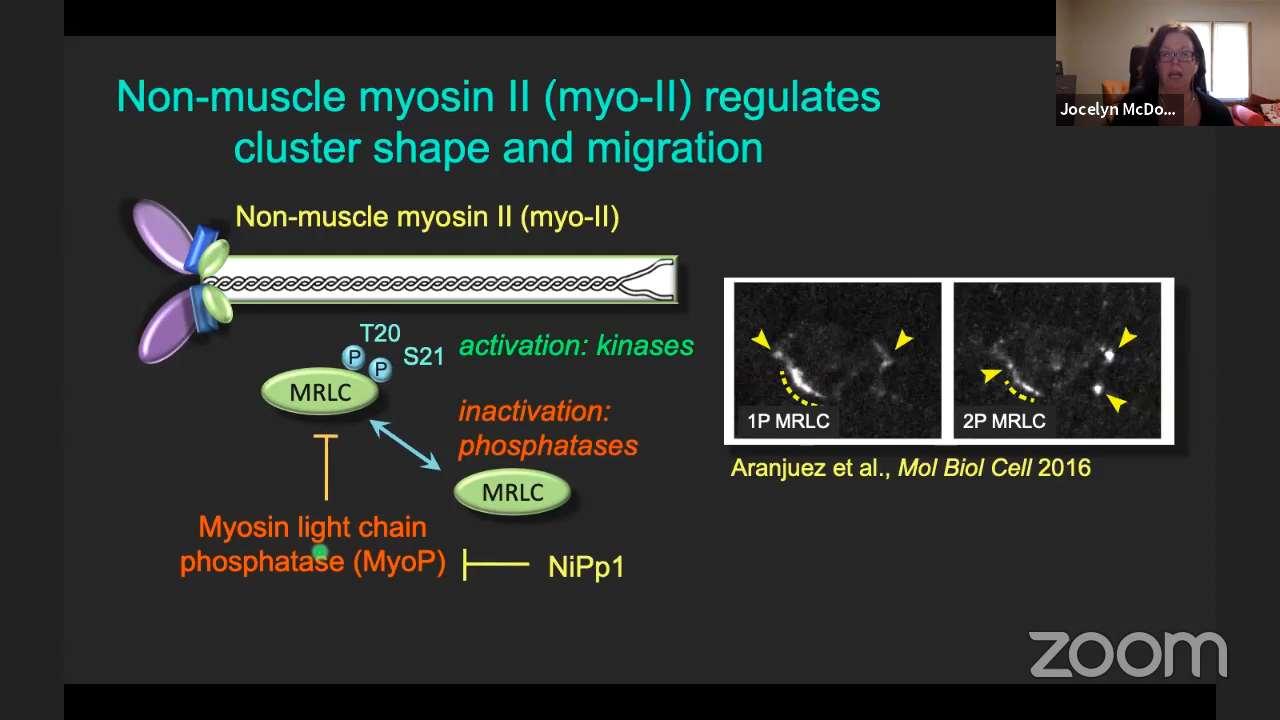 Jocelyn McDo...
Non-muscle myosin II (myo-II) regulates
cluster shape and migration
Non-muscle myosin II (myo-II)
T20
P
P
S21
MRLC
activation: kinases
inactivation:
phosphatases
MRLC
Myosin light chain
phosphatase (MyoP)
NiPp1
1P MRLC
2P MRLC
Aranjuez et al., Mol Biol Cell 2016
zoom